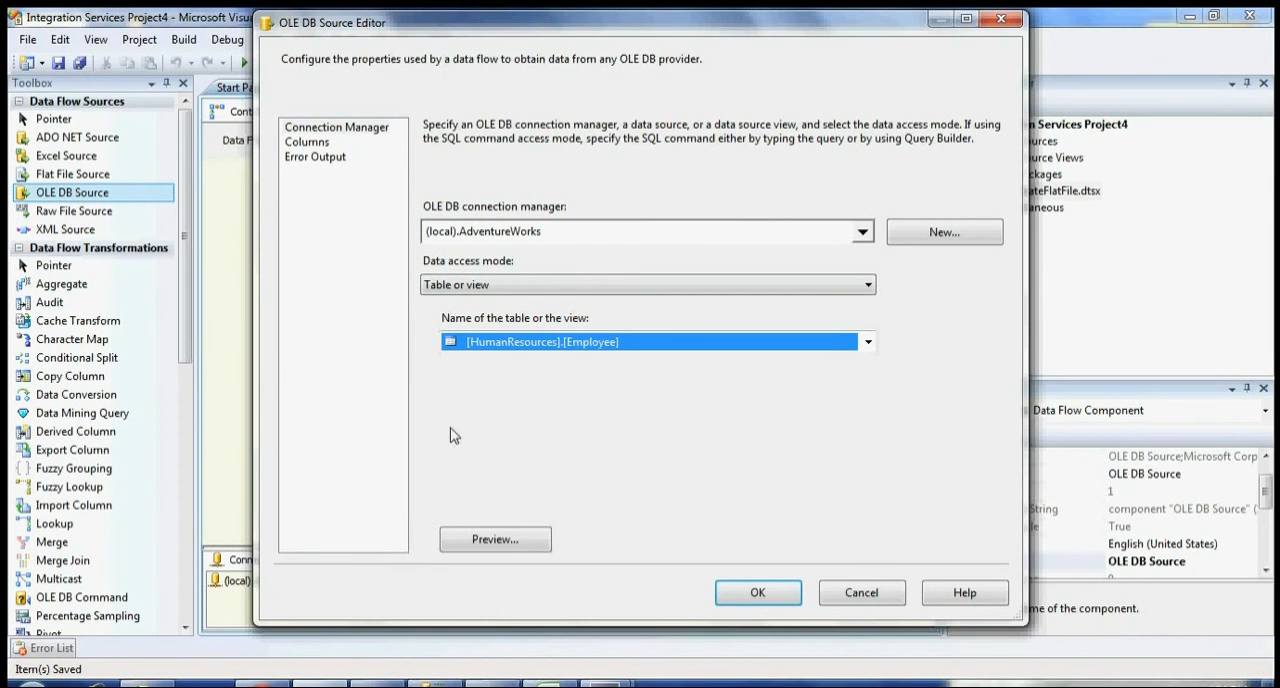 Integration Services Project4 - Microsoft Visu
OLE DB Source Editor
File Edit View Project Build Debug
Configure the properties used by a data flow to obtain data from any OLE DB provider.
Toolbox
Start Pa
Data Flow Sources
Pointer
ADO NET Source
Excel Source
Flat File Source
OLE DB Source
Raw File Source
XML Source
Data Flow Transformations
Pointer
Aggregate
Audit
Cache Transform
Character Map
Conditional Split
Copy Column
Data Conversion
Data Mining Query
Derived Column
Export Column
Fuzzy Grouping
Fuzzy Lookup
Import Column
Lookup
Merge
Merge Join
Multicast
OLE DB Command
Percentage Sampling
Pivot
Cont
Data F
Conn
(local)
Connection Manager
Columns
Error Output
Specify an OLE DB connection manager, a data source, or a data source view, and select the data access mode. If using
the SQL command access mode, specify the SQL command either by typing the query or by using Query Builder.
OLE DB connection manager:
(local).AdventureWorks
New...
Data access mode:
Table or view
Name of the table or the view:
[HumanResources].[Employee]
Preview...
OK Cancel Help
n Services Project4
urces
urce Views
ckages
ateFlatFile.dtsx
aneous
Data Flow Component
OLE DB Source;Microsoft Corp
OLE DB Source
1
String component "OLE DB Source" (
le True
English (United States)
OLE DB Source
0
me of the component.
Error List
Item(s) Saved